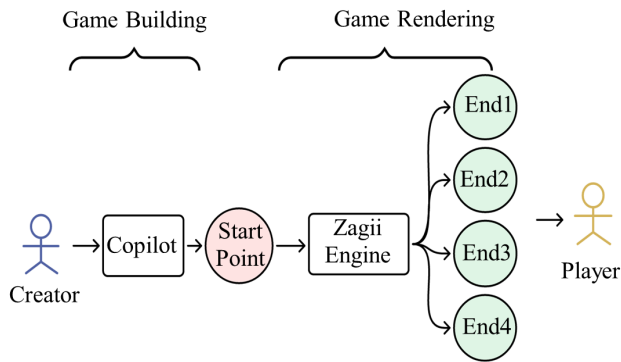 Game Building
Game Rendering
End1
End2
Copilot
Start
Point
Zagii
Engine
End3
Creator
Player
End4